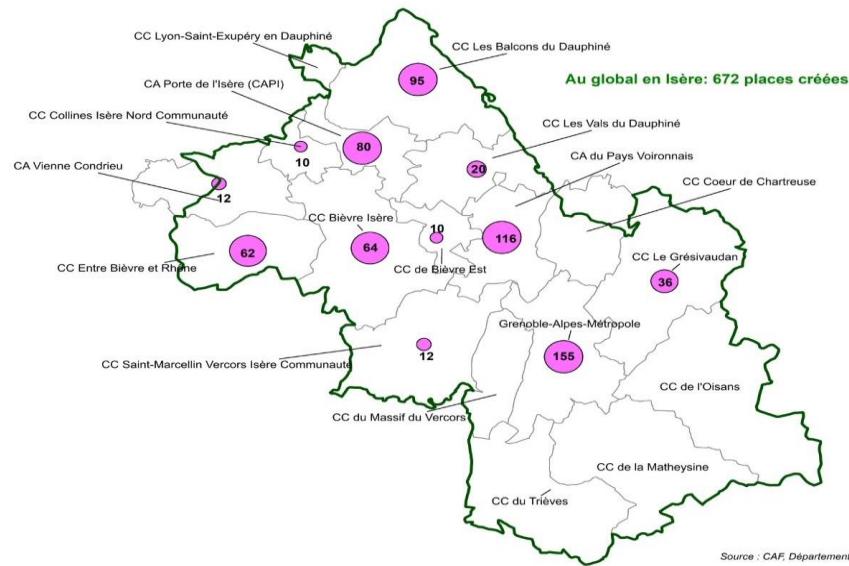 CC Lyon-Saint-Exupéry en Dauphiné
CC Les Balcons du Dauphiné
95
Au global en Isère: 672 places créées
CA Porte de l'Isère (CAPI)
CC Collines Isère Nord Communauté
CC Les Vals du Dauphiné
80
10
CA du Pays Voironnais
CA Vienne Condrieu
20
CC Coeur de Chartreuse
12
CC Bièvre Isère
10
116
62
64
CC Le Grésivaudan
CC Entre Bièvre et Rhône
CC de Bièvre Est
36
Grenoble-Alpes-Métropole
12
155
CC Saint-Marcellin Vercors Isère Communauté
CC de l'Oisans
CC du Massif du Vercors
CC de la Matheysine
CC du Trièves
Source : CAF, Département